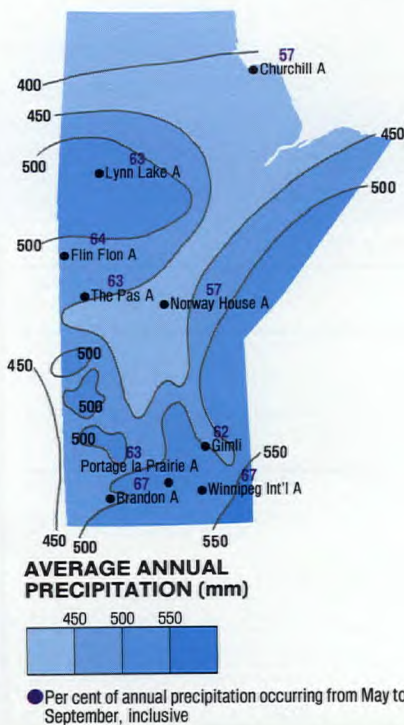 57
Churchill A
400
450
450
500
63
Lynn Lake A
500
500
64
Flin Flon A
63
The Pas A
57
Norway House A
450
500
500
500
62
Gimli
63
Portage la Prairie A
550
67
Winnipeg Int'l A
67
Brandon A
450
500
550
AVERAGE ANNUAL
PRECIPITATION (mm)
450 500 550
Per cent of annual precipitation occurring from May to
September, inclusive